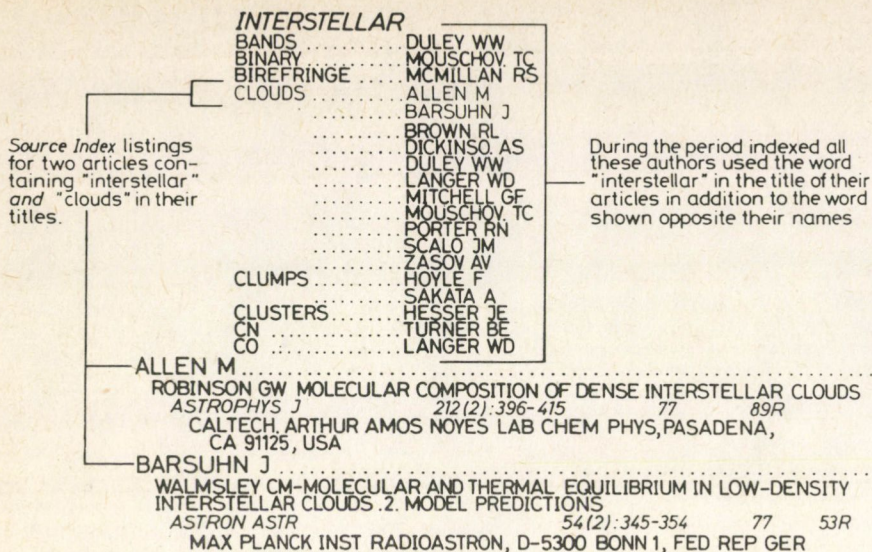 INTERSTELLAR
BANDS .......... DULEY WW
BINARY .......... MOUSCHOV. TC
BIREFRINGE ....... MCMILLAN RS
CLOUDS .......... ALLEN M
.......... BARSUHN J
.......... BROWN RL
.......... DICKINSO. AS
.......... DULEY WW
.......... LANGER WD
.......... MITCHELL GF
.......... MOUSCHOV. TC
.......... PORTER RN
.......... SCALO JM
.......... ZASOV AV
CLUMPS .......... HOYLE F
.......... SAKATA A
CLUSTERS .......... HESSER JE
CN .......... TURNER BE
CO .......... LANGER WD
Source Index listings
for two articles con-
taining "interstellar"
and "clouds" in their
titles.
During the period indexed all
these authors used the word
"interstellar" in the title of their
articles in addition to the word
shown opposite their names
ALLEN M ..........
ROBINSON GW MOLECULAR COMPOSITION OF DENSE INTERSTELLAR CLOUDS
ASTROPHYS J 212(2):396-415 77 89R
CALTECH, ARTHUR AMOS NOYES LAB CHEM PHYS, PASADENA,
CA 91125, USA
BARSUHN J ..........
WALMSLEY CM-MOLECULAR AND THERMAL EQUILIBRIUM IN LOW-DENSITY
INTERSTELLAR CLOUDS .2. MODEL PREDICTIONS
ASTRON ASTR 54(2):345-354 77 53R
MAX PLANCK INST RADIOASTRON, D-5300 BONN 1, FED REP GER